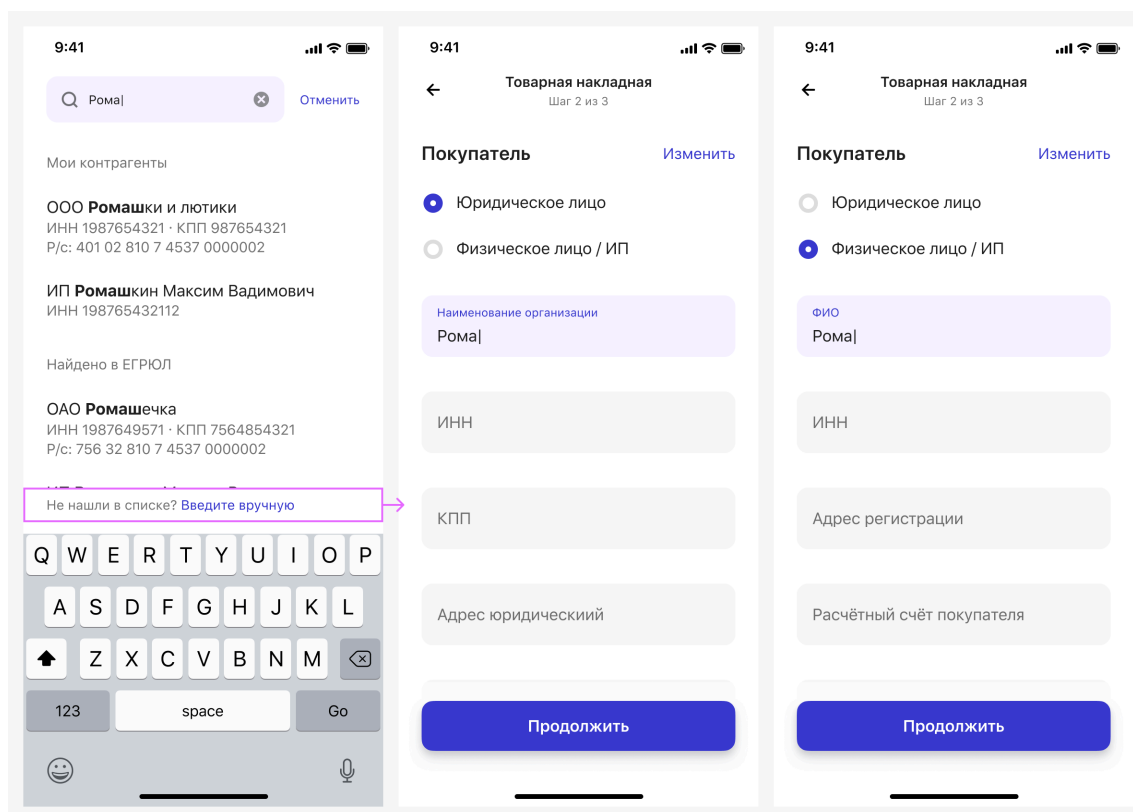 9:41
Рома|
Отменить
Мои контрагенты
ООО Ромашки и лютики
ИНН 1987654321 · КПП 987654321
Р/с: 401 02 810 7 4537 0000002
ИП Ромашкин Максим Вадимович
ИНН 198765432112
Найдено в ЕГРЮЛ
ОАО Ромашечка
ИНН 1987649571 · КПП 7564854321
Р/с: 756 32 810 7 4537 0000002
Не нашли в списке? Введите вручную
Q W E R T Y U I O P
A S D F G H J K L
Z X C V B N M
123 space Go
9:41
Товарная накладная
Шаг 2 из 3
Покупатель
Изменить
Юридическое лицо
Физическое лицо / ИП
Наименование организации
Рома|
ИНН
КПП
Адрес юридическиий
Продолжить
9:41
Товарная накладная
Шаг 2 из 3
Покупатель
Изменить
Юридическое лицо
Физическое лицо / ИП
ФИО
Рома|
ИНН
Адрес регистрации
Расчётный счёт покупателя
Продолжить